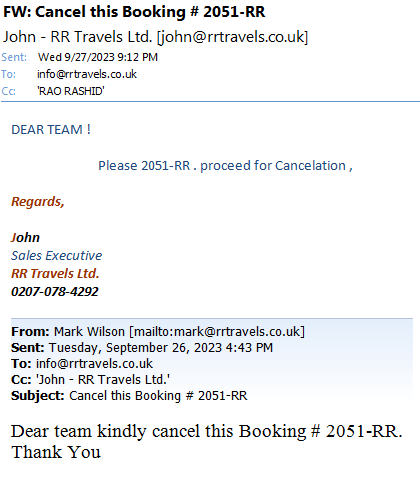 FW: Cancel this Booking # 2051-RR
John - RR Travels Ltd. [john@rrtravels.co.uk]
Sent: Wed 9/27/2023 9:12 PM
To: info@rrtravels.co.uk
Cc: 'RAO RASHID'
DEAR TEAM !
Please 2051-RR . proceed for Cancelation ,
Regards,
John
Sales Executive
RR Travels Ltd.
0207-078-4292
From: Mark Wilson [mailto:mark@rrtravels.co.uk]
Sent: Tuesday, September 26, 2023 4:43 PM
To: info@rrtravels.co.uk
Cc: 'John - RR Travels Ltd.'
Subject: Cancel this Booking # 2051-RR
Dear team kindly cancel this Booking # 2051-RR.
Thank You